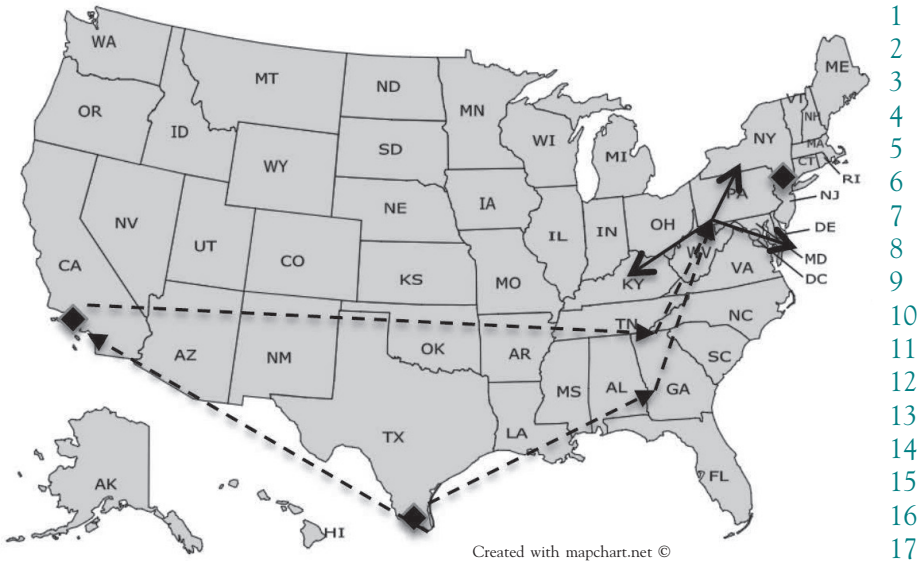 WA
MT
ND
MN
ME
OR
ID
WY
SD
WI
MI
NY
VT
NH
MA
CT
RI
NJ
PA
NV
UT
CO
NE
IA
IL
IN
OH
WV
DE
MD
DC
VA
CA
KS
MO
KY
AZ
NM
OK
AR
TN
NC
SC
TX
LA
MS
AL
GA
FL
AK
HI
Created with mapchart.net ©
1
2
3
4
5
6
7
8
9
10
11
12
13
14
15
16
17